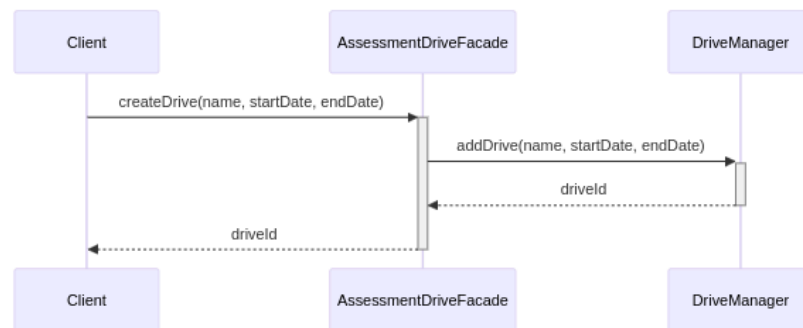 Client
AssessmentDriveFacade
DriveManager
createDrive(name, startDate, endDate)
addDrive(name, startDate, endDate)
driveId
driveId
Client
AssessmentDriveFacade
DriveManager